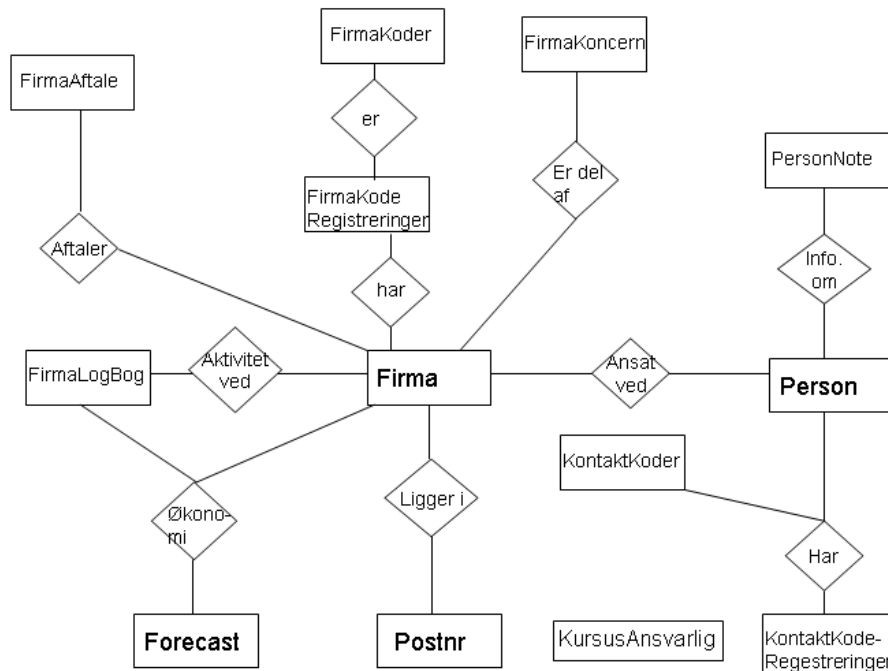 FirmaKoder
FirmaKoncern
FirmaAftale
er
PersonNote
Er del
af
FirmaKode
Registreringer
Aftaler
Info.
om
har
Aktivitet
ved
Ansat
ved
FirmaLogBog
Firma
Person
KontaktKoder
Ligger i
Økono-
mi
Har
Forecast
Postnr
KursusAnsvarlig
KontaktKode-
Regestreringer